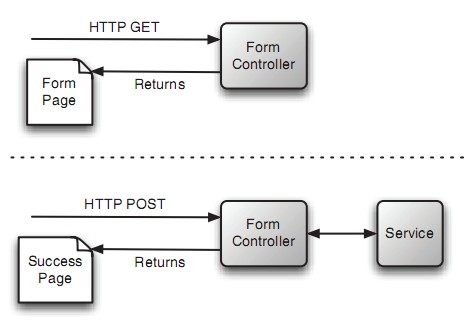 HTTP GET
Form
Controller
Form
Page
Returns
HTTP POST
Form
Controller
Service
Success
Page
Returns